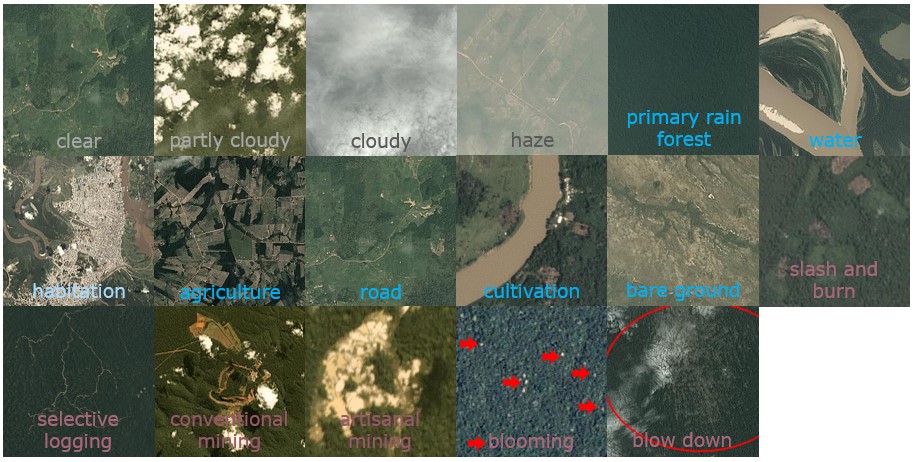 clear
partly cloudy
cloudy
haze
primary rain
forest
water
habitation
agriculture
road
cultivation
bare ground
slash and
burn
selective
logging
conventional
mining
artisanal
mining
blooming
blow down